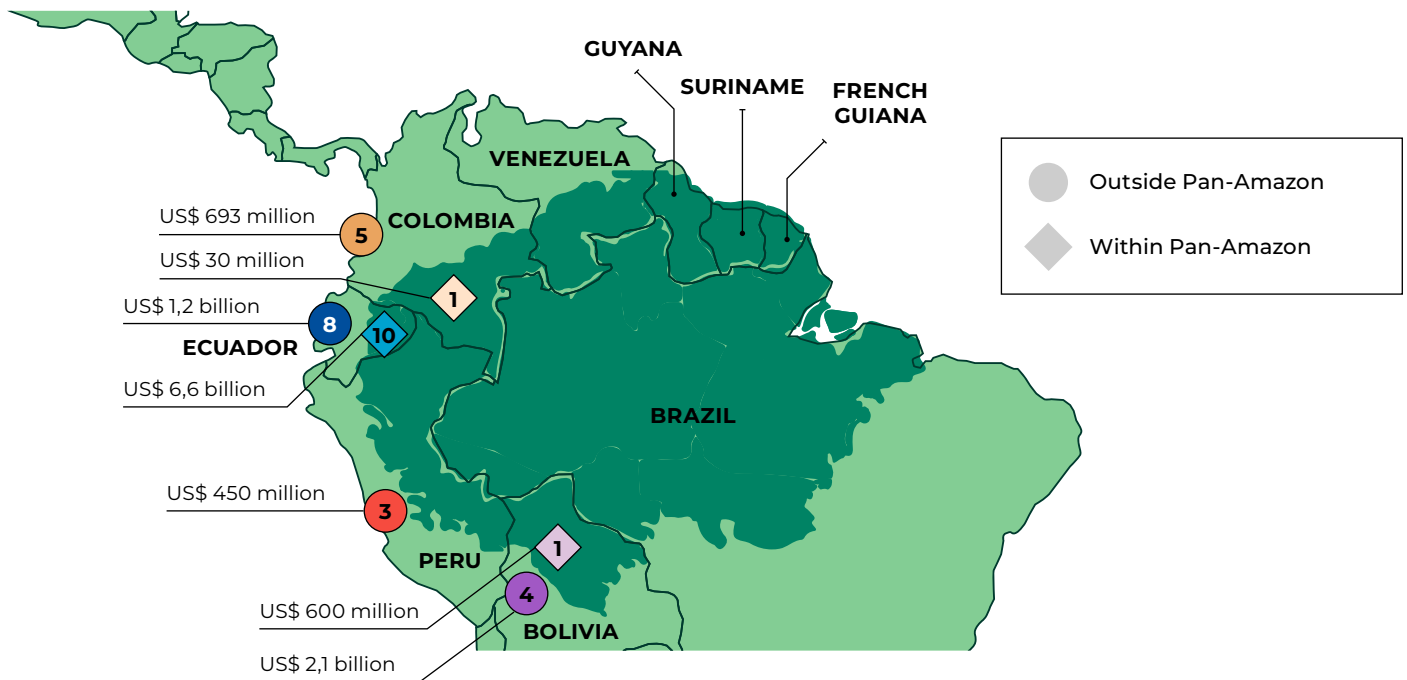 GUYANA
SURINAME
FRENCH
GUIANA
VENEZUELA
Outside Pan-Amazon
Within Pan-Amazon
US$ 693 million
5
COLOMBIA
US$ 30 million
1
US$ 1,2 billion
8
10
ECUADOR
US$ 6,6 billion
BRAZIL
US$ 450 million
3
PERU
1
4
US$ 600 million
BOLIVIA
US$ 2,1 billion